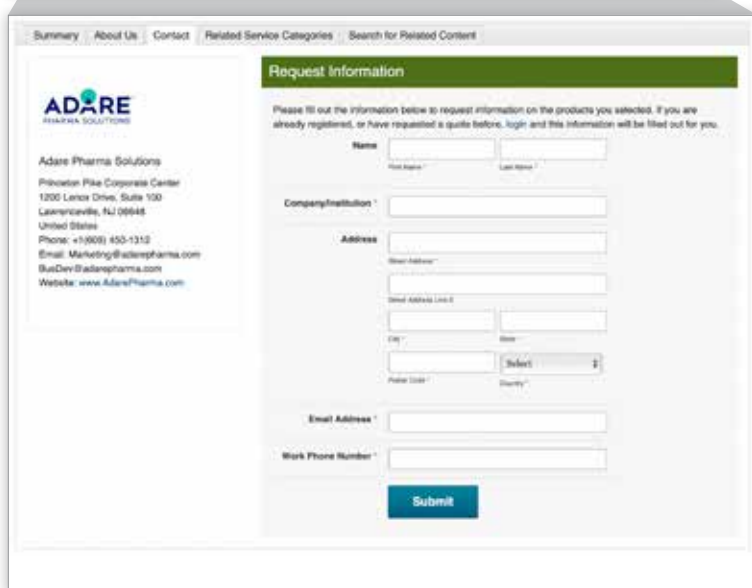 Summary About Us Contact Related Service Categories Search for Related Content
ADARE
PHARMA SOLUTIONS
Adare Pharma Solutions
Princeton Pike Corporate Center
1200 Lenox Drive, Suite 100
Lawrenceville, NJ 08648
United States
Phone: +1(609) 450-1312
Email: Marketing@adarepharma.com
BusDev@adarepharma.com
Website: www.AdarePharma.com
Request Information
Please fill out the information below to request information on the products you selected. If you are
already registered, or have requested a quote before, login and this information will be filled out for you.
Name
First Name * Last Name *
Company/Institution *
Address
Street Address *
Street Address Line 2
City * State *
Select
Postal Code * Country *
Email Address *
Work Phone Number *
Submit